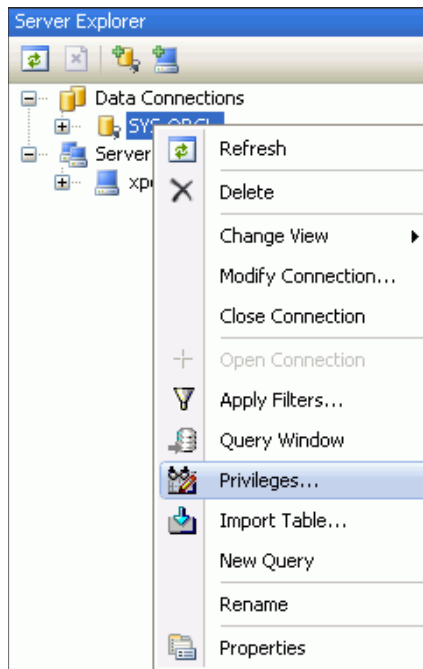 Server Explorer
Data Connections
Refresh
Server
Delete
Change View
Modify Connection...
Close Connection
Open Connection
Apply Filters...
Query Window
Privileges...
Import Table...
New Query
Rename
Properties